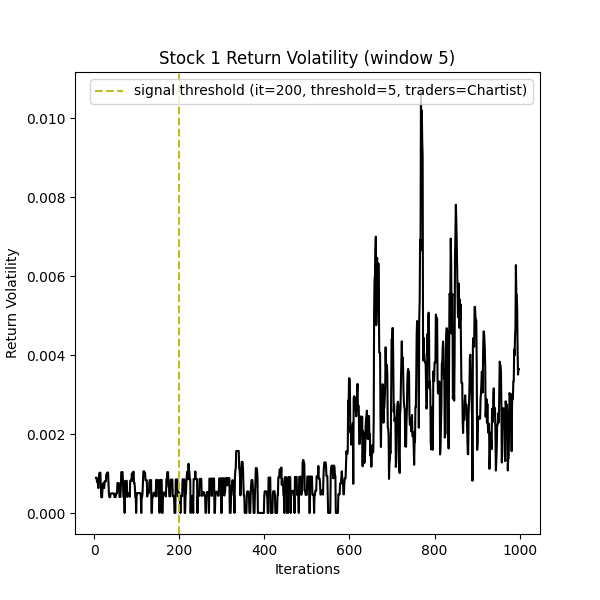 Stock 1 Return Volatility (window 5)
signal threshold (it=200, threshold=5, traders=Chartist)
0.010
0.008
0.006
0.004
0.002
0.000
Return Volatility
0 200 400 600 800 1000
Iterations